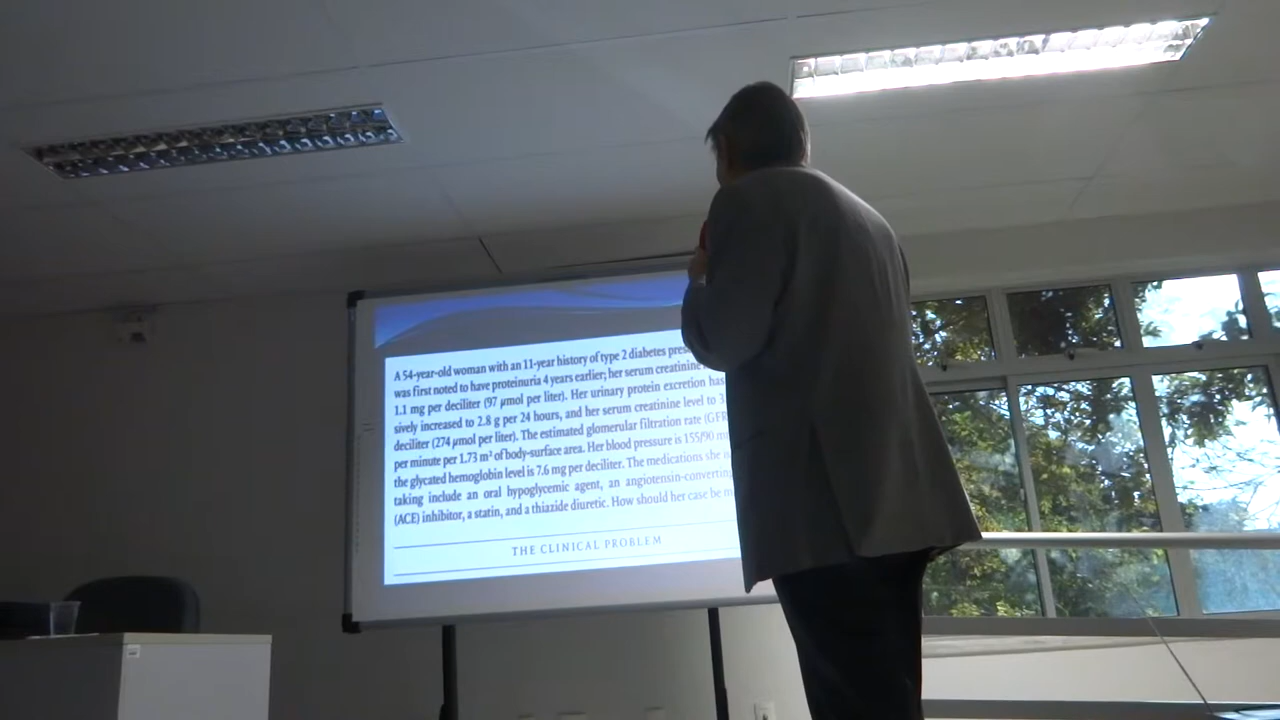 A 54-year-old woman with an 11-year history of type 2 diabetes
was first noted to have proteinuria 4 years earlier; her serum creatinine
1.1 mg per deciliter (97 μmol per liter). Her urinary protein excretion has
sively increased to 2.8 g per 24 hours, and her serum creatinine level to 3
deciliter (274 μmol per liter). The estimated glomerular filtration rate (GFR
per minute per 1.73 m² of body-surface area. Her blood pressure is 155/90
the glycated hemoglobin level is 7.6 mg per deciliter. The medications she
taking include an oral hypoglycemic agent, an angiotensin-converting
(ACE) inhibitor, a statin, and a thiazide diuretic. How should her case be
THE CLINICAL PROBLEM